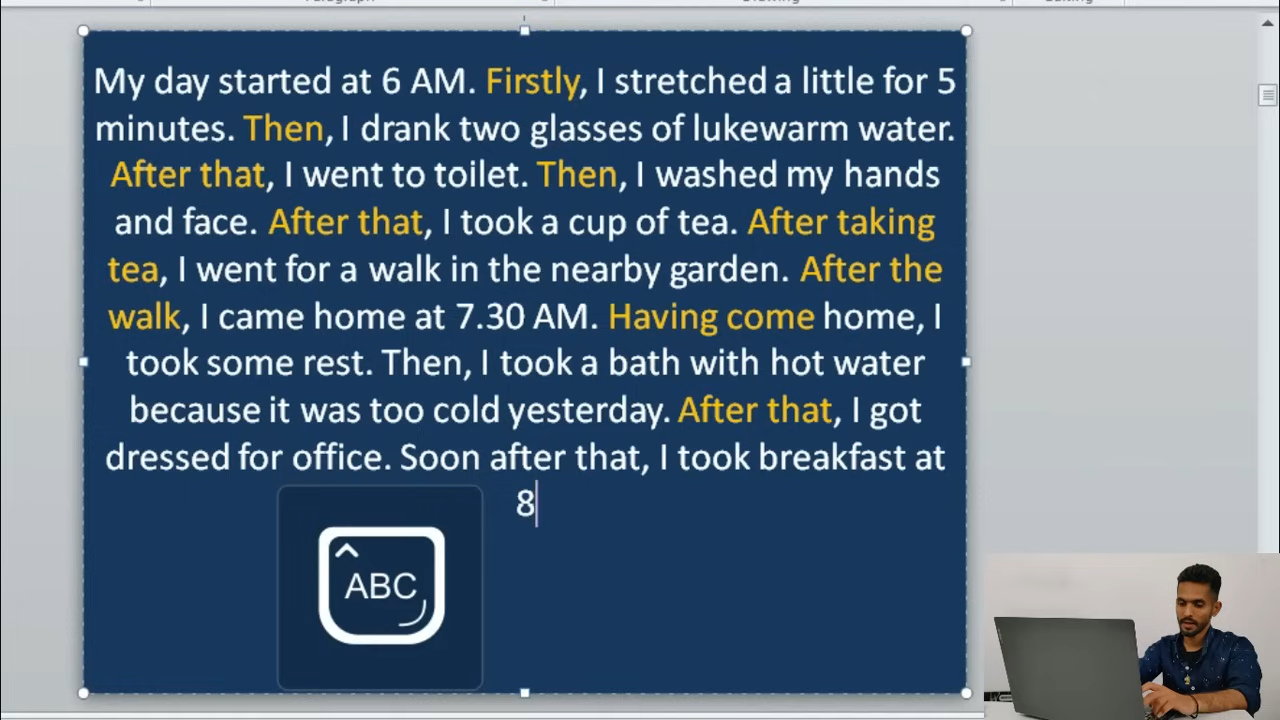 My day started at 6 AM. Firstly, I stretched a little for 5
minutes. Then, I drank two glasses of lukewarm water.
After that, I went to toilet. Then, I washed my hands
and face. After that, I took a cup of tea. After taking
tea, I went for a walk in the nearby garden. After the
walk, I came home at 7.30 AM. Having come home, I
took some rest. Then, I took a bath with hot water
because it was too cold yesterday. After that, I got
dressed for office. Soon after that, I took breakfast at
8
ABC